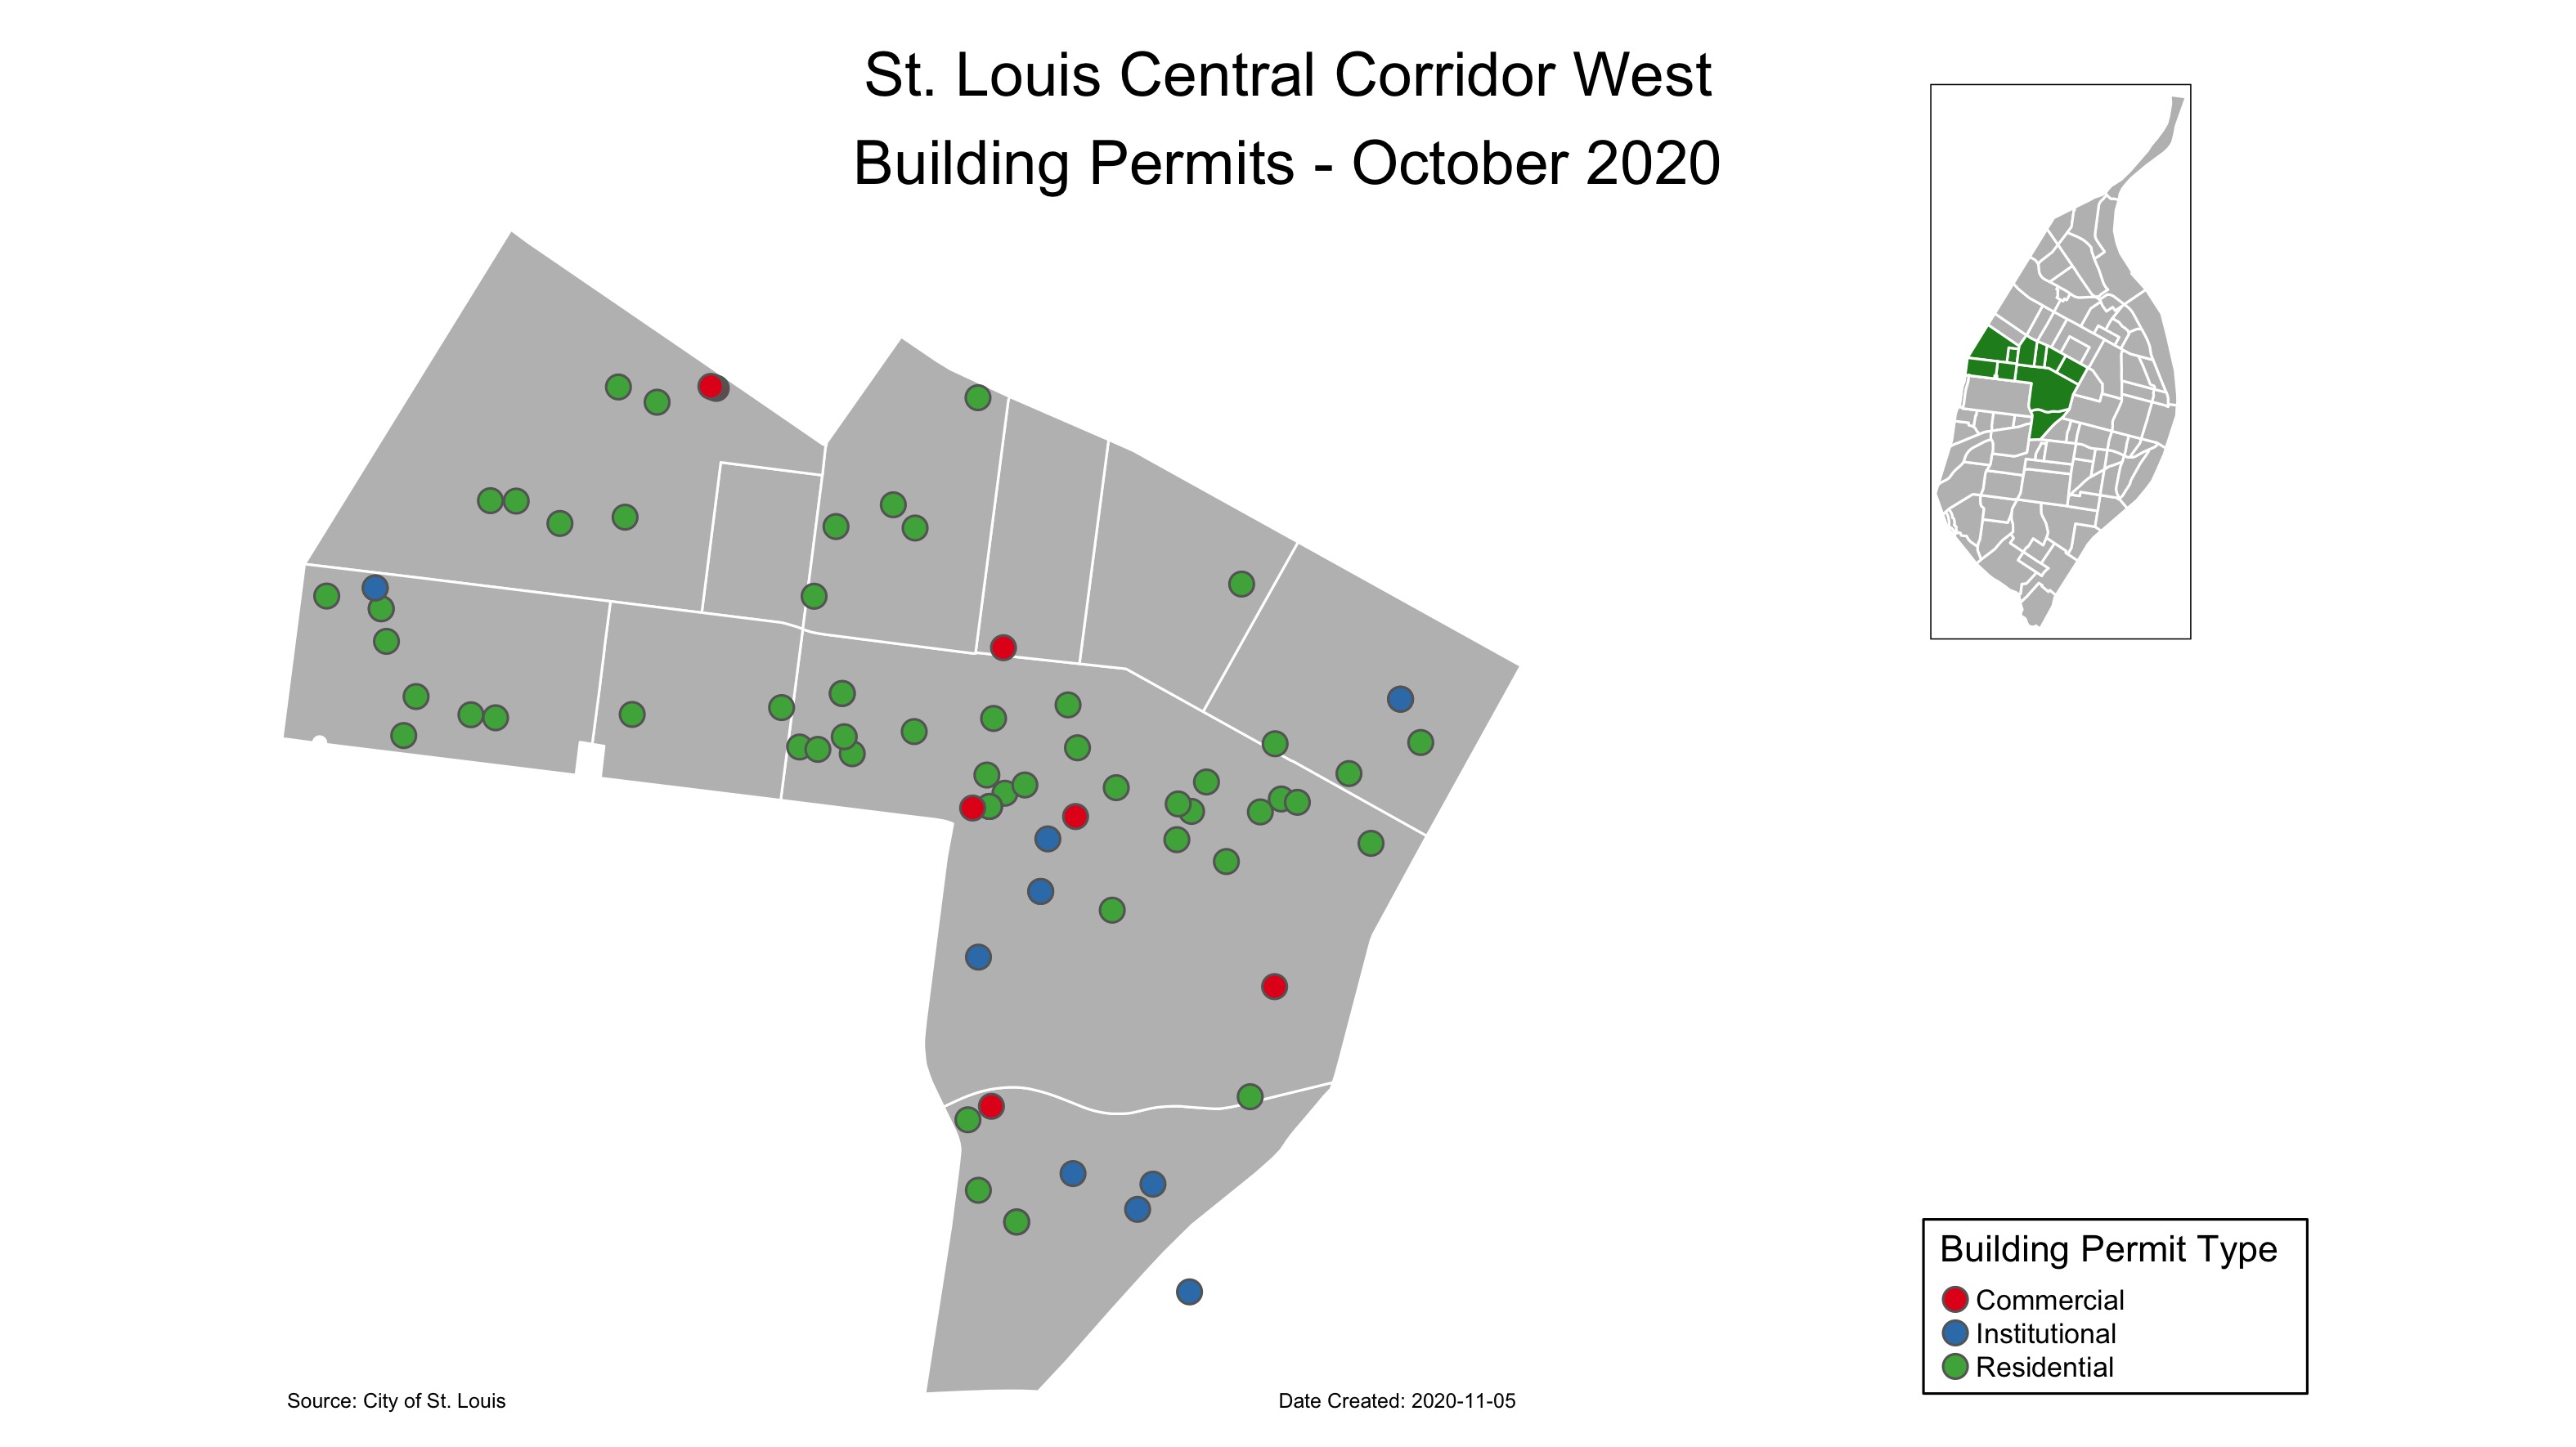 St. Louis Central Corridor West
Building Permits - October 2020
Building Permit Type
Commercial
Institutional
Residential
Source: City of St. Louis
Date Created: 2020-11-05